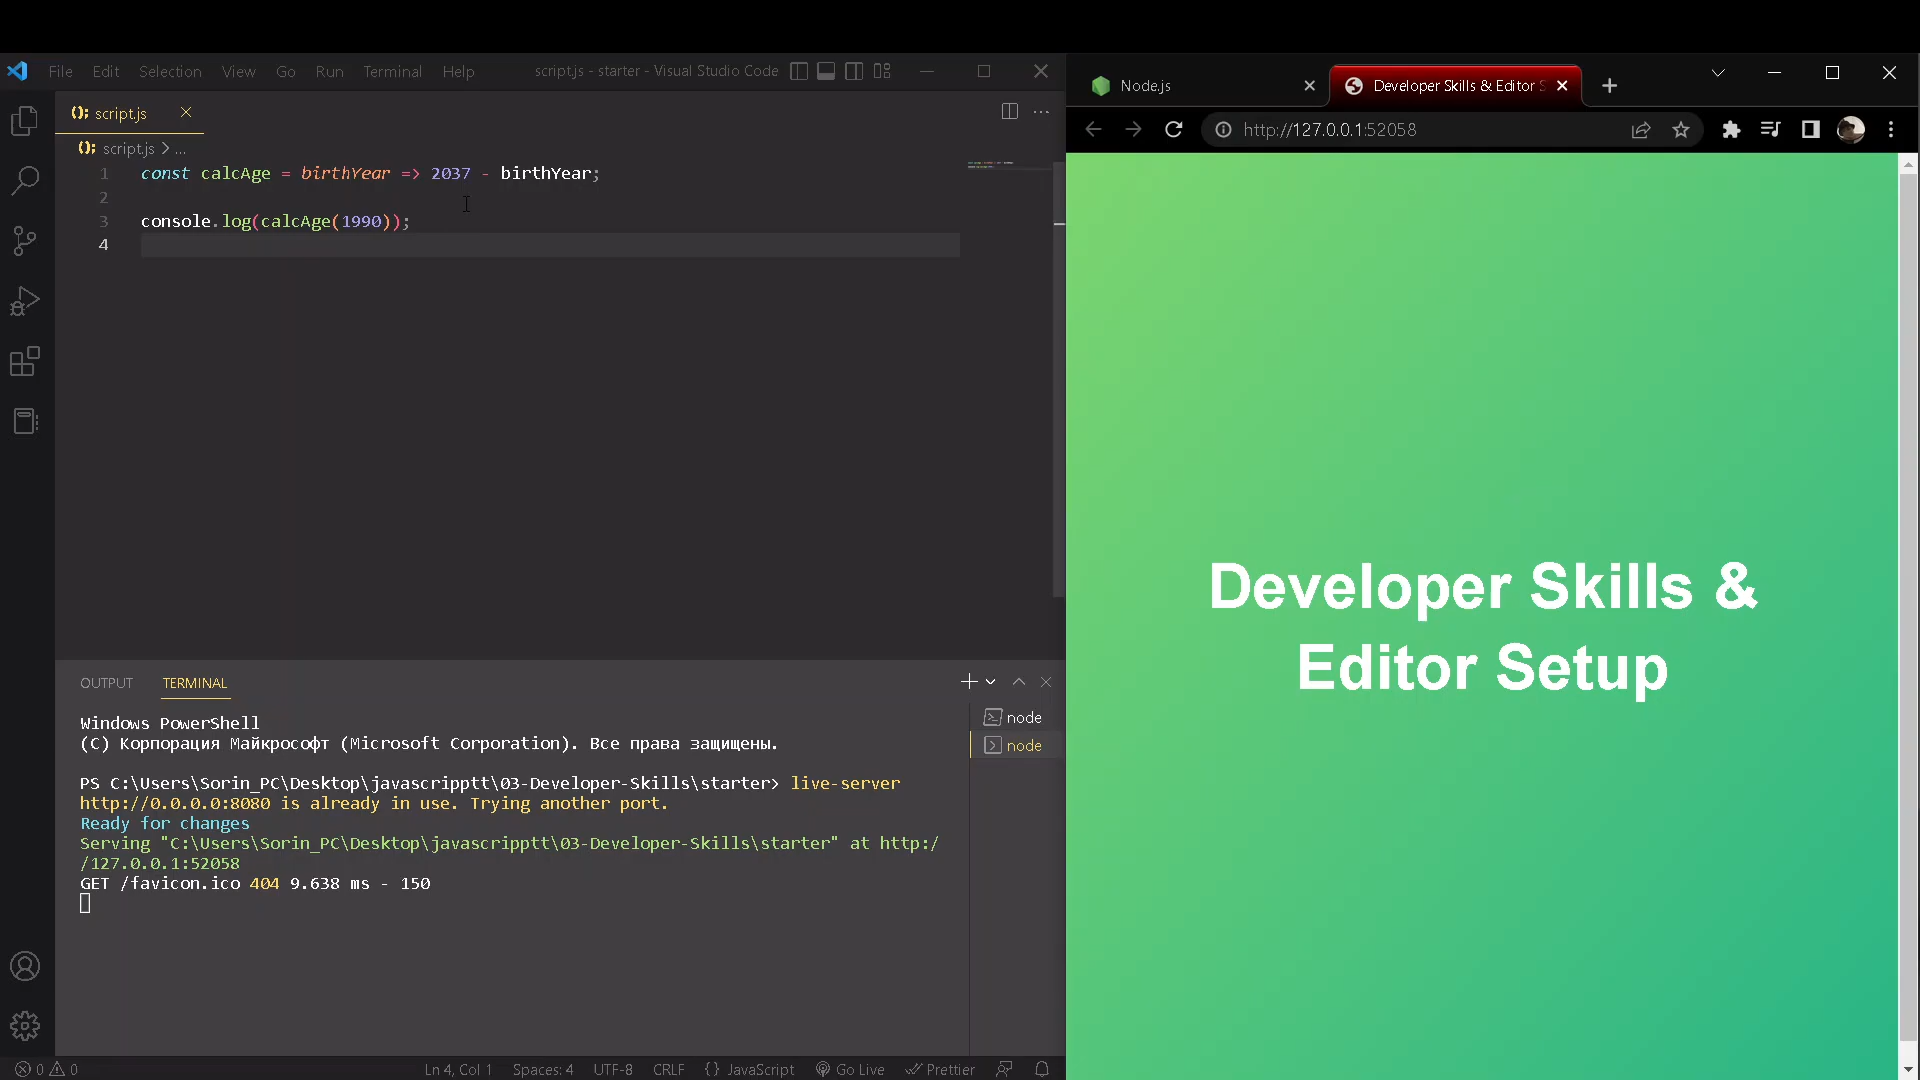 File Edit Selection View Go Run Terminal Help script.js - starter - Visual Studio Code
script.js
script.js > ...
1 const calcAge = birthYear => 2037 - birthYear;
2
3 console.log(calcAge(1990));
4
OUTPUT TERMINAL
Windows PowerShell
(C) Корпорация Майкрософт (Microsoft Corporation). Все права защищены.
PS C:\Users\Sorin_PC\Desktop\javascriptt\03-Developer-Skills\starter> live-server
http://0.0.0.0:8080 is already in use. Trying another port.
Ready for changes
Serving "C:\Users\Sorin_PC\Desktop\javascriptt\03-Developer-Skills\starter" at http:/
/127.0.0.1:52058
GET /favicon.ico 404 9.638 ms - 150
node
node
0 0 Ln 4, Col 1 Spaces: 4 UTF-8 CRLF {} JavaScript Go Live Prettier
Node.js
Developer Skills & Editor S
http://127.0.0.1:52058
Developer Skills &
Editor Setup